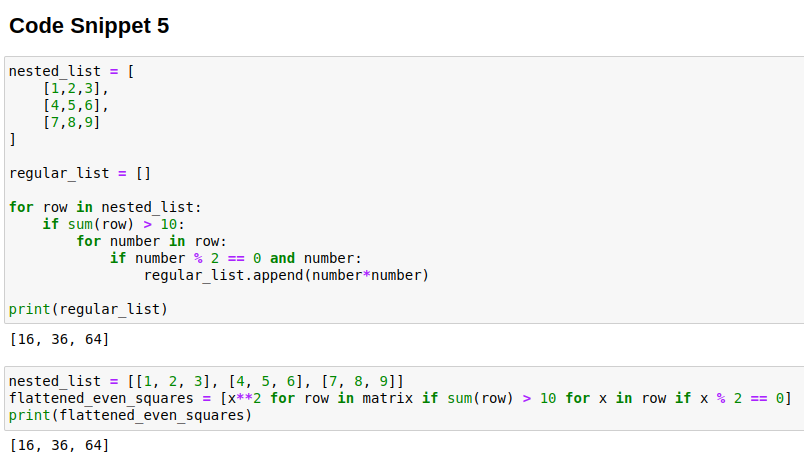 Code Snippet 5
nested_list = [
    [1,2,3],
    [4,5,6],
    [7,8,9]
]
regular_list = []
for row in nested_list:
    if sum(row) > 10:
        for number in row:
            if number % 2 == 0 and number:
                regular_list.append(number*number)
print(regular_list)
[16, 36, 64]
nested_list = [[1, 2, 3], [4, 5, 6], [7, 8, 9]]
flattened_even_squares = [x**2 for row in matrix if sum(row) > 10 for x in row if x % 2 == 0]
print(flattened_even_squares)
[16, 36, 64]